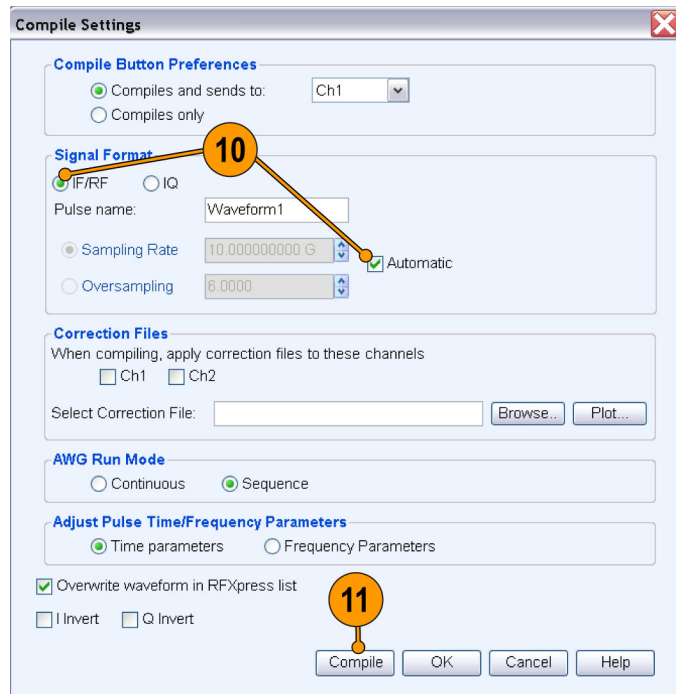 Compile Settings
Compile Button Preferences
Compiles and sends to: Ch1
Compiles only
Signal Format
10
IF/RF IQ
Pulse name: Waveform1
Sampling Rate 10.000000000 G
Automatic
Oversampling 6.0000
Correction Files
When compiling, apply correction files to these channels
Ch1 Ch2
Select Correction File: Browse.. Plot...
AWG Run Mode
Continuous Sequence
Adjust Pulse Time/Frequency Parameters
Time parameters Frequency Parameters
Overwrite waveform in RFXpress list
11
I Invert Q Invert
Compile OK Cancel Help